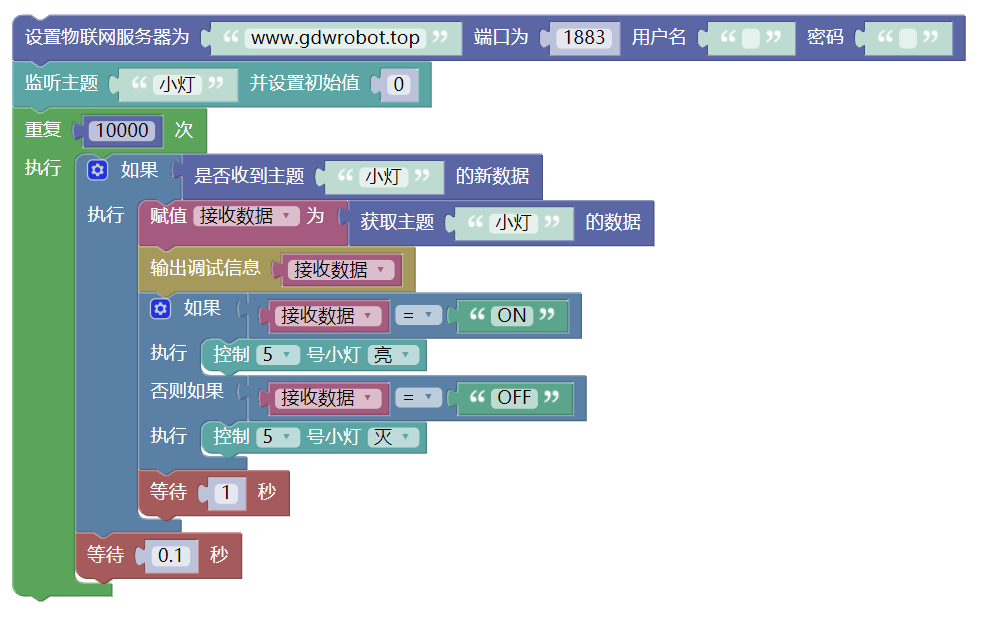 设置物联网服务器为 “ www.gdwrobot.top ” 端口为 1883 用户名 “ ” 密码 “ ”
监听主题 “ 小灯 ” 并设置初始值 0
重复 10000 次
执行 如果 是否收到主题 “ 小灯 ” 的新数据
执行 赋值 接收数据 为 获取主题 “ 小灯 ” 的数据
输出调试信息 接收数据
如果 接收数据 = “ ON ”
执行 控制 5 号小灯 亮
否则如果 接收数据 = “ OFF ”
执行 控制 5 号小灯 灭
等待 1 秒
等待 0.1 秒